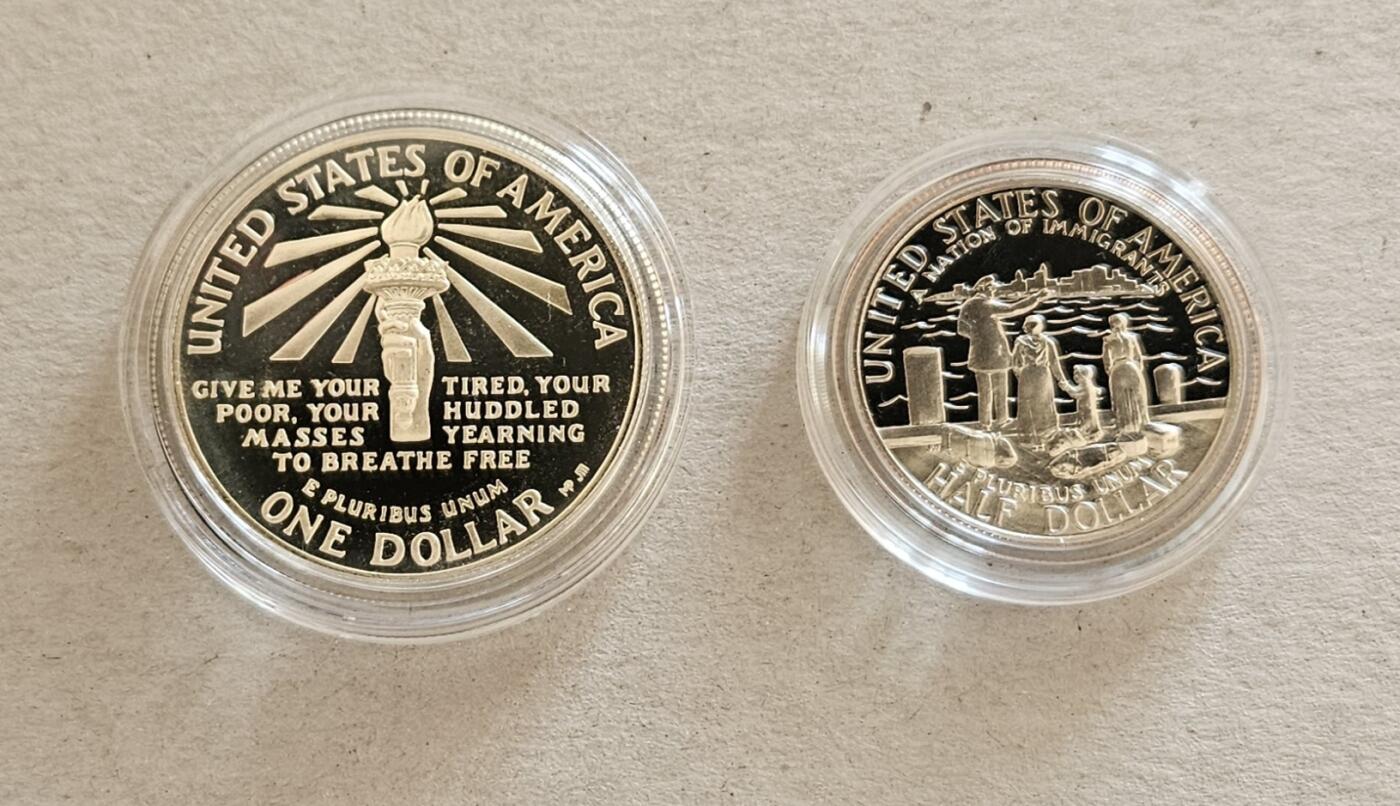 UNITED STATES OF AMERICA
GIVE ME YOUR TIRED, YOUR
POOR, YOUR HUDDLED
MASSES YEARNING
TO BREATHE FREE
E PLURIBUS UNUM
ONE DOLLAR
UNITED STATES OF AMERICA
A NATION OF IMMIGRANTS
E PLURIBUS UNUM
HALF DOLLAR